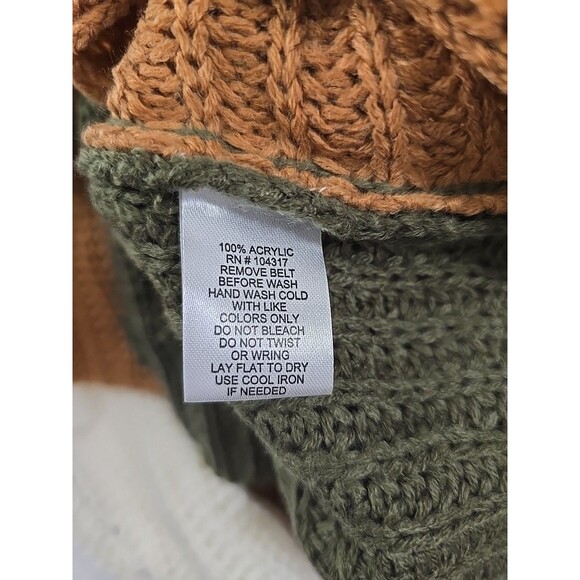 100% ACRYLIC
RN # 104317
REMOVE BELT
BEFORE WASH
HAND WASH COLD
WITH LIKE
COLORS ONLY
DO NOT BLEACH
DO NOT TWIST
OR WRING
LAY FLAT TO DRY
USE COOL IRON
IF NEEDED